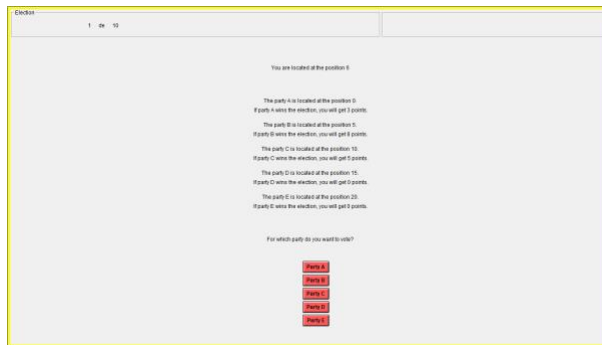 Election
1 de 10
You are located at the position 6
The party A is located at the position 0.
If party A wins the election, you will get 3 points.
The party B is located at the position 5.
If party B wins the election, you will get 8 points.
The party C is located at the position 10.
If party C wins the election, you will get 5 points.
The party D is located at the position 15.
If party D wins the election, you will get 0 points.
The party E is located at the position 20.
If party E wins the election, you will get 0 points.
For which party do you want to vote?
Party A
Party B
Party C
Party D
Party E